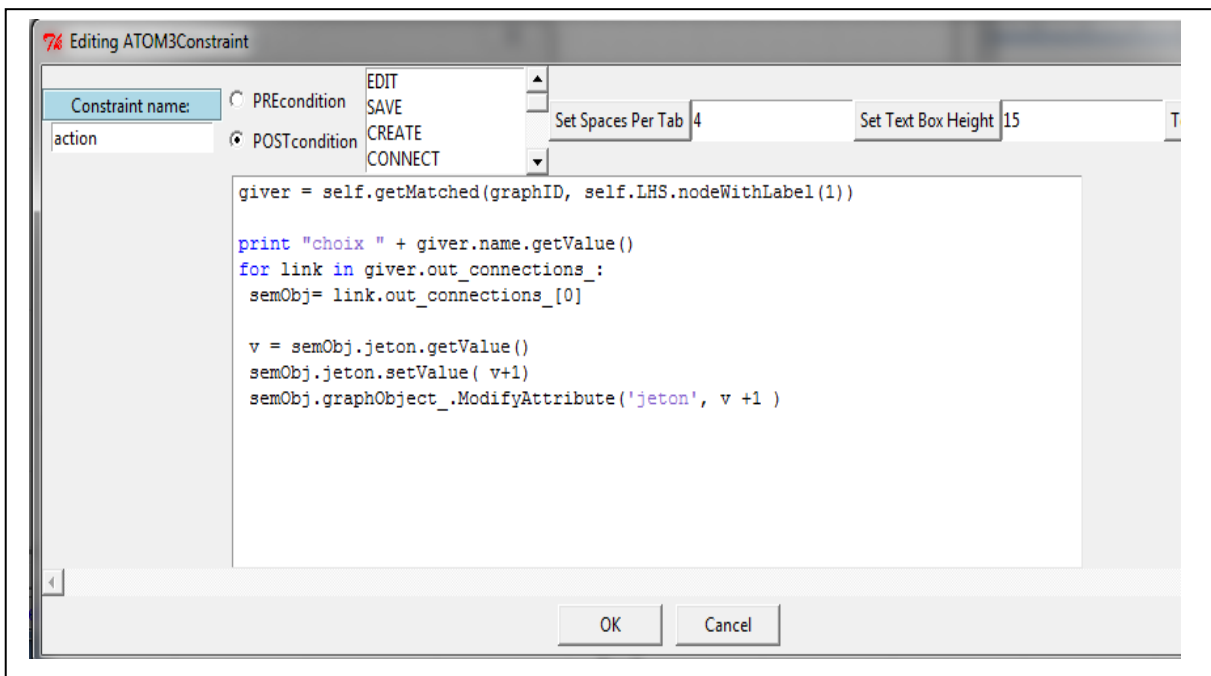 Editing ATOM3Constraint
Constraint name:
action
PREcondition
POSTcondition
EDIT
SAVE
CREATE
CONNECT
Set Spaces Per Tab 4
Set Text Box Height 15
giver = self.getMatched(graphID, self.LHS.nodeWithLabel(1))
print "choix " + giver.name.getValue()
for link in giver.out_connections_:
semObj= link.out_connections_[0]
v = semObj.jeton.getValue()
semObj.jeton.setValue( v+1)
semObj.graphObject_.ModifyAttribute('jeton', v +1 )
OK
Cancel